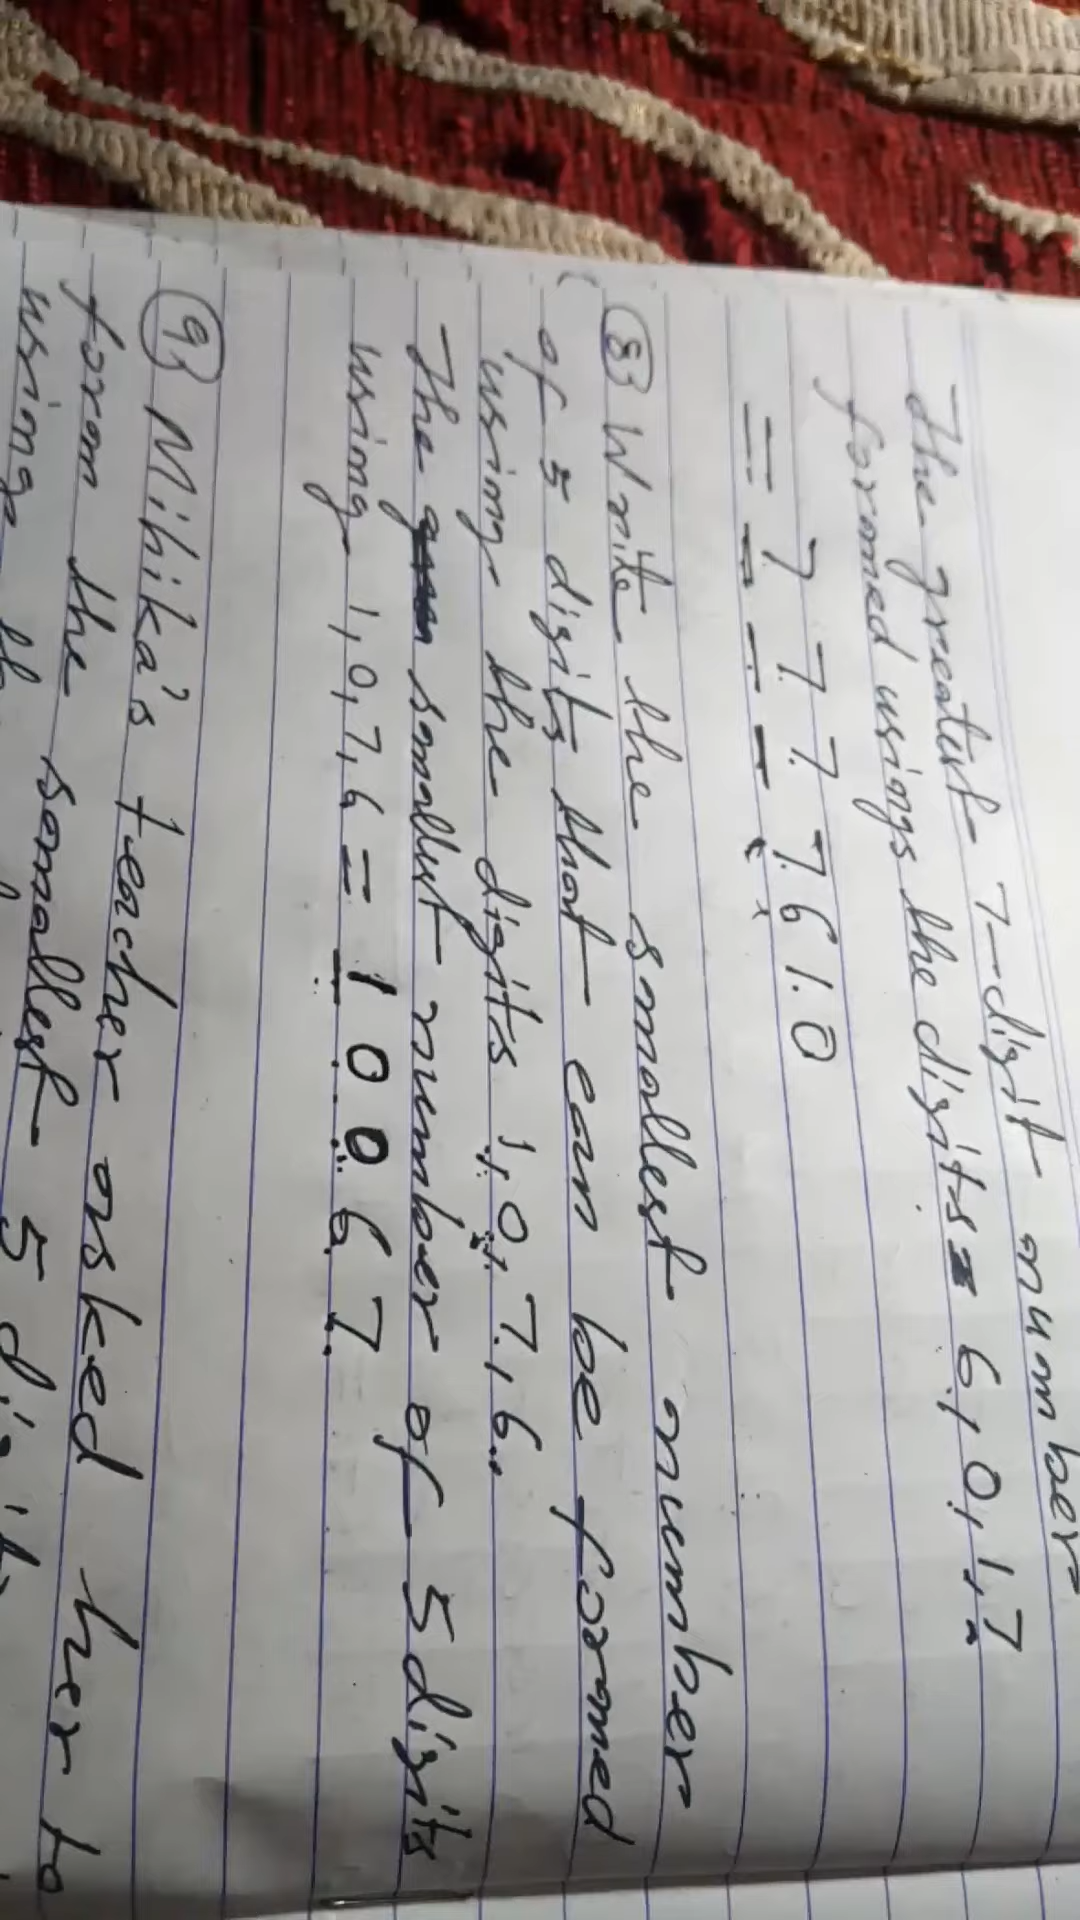 The greatest 7-digit number
formed usings the digits = 6, 0, 1, 7
= 7 7 7 7 6 1 0
8) Write the smallest number
of 5 digits that can be formed
using the digits 1, 0, 7, 6.
The smallest number of 5 digits
using 1, 0, 7, 6 = 1 0 0 6 7
9) Mihika's teacher asked her to
form the smallest 5 digit
using